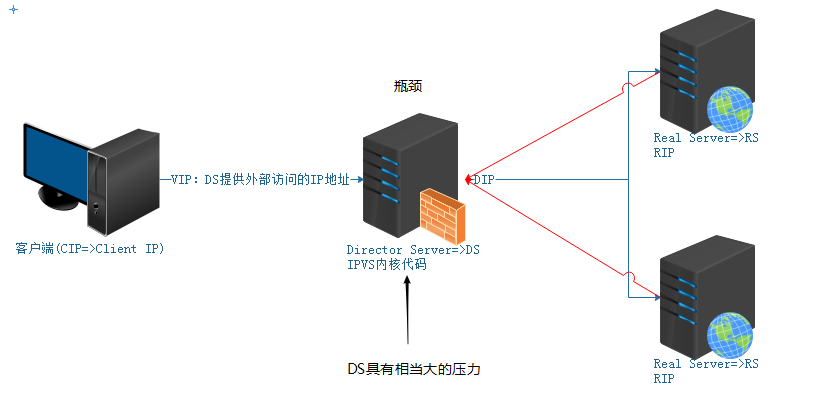 瓶颈
Real Server=>RS
RIP
VIP：DS提供外部访问的IP地址
DIP
客户端(CIP=>Client IP)
Director Server=>DS
IPVS内核代码
DS具有相当大的压力
Real Server=>RS
RIP